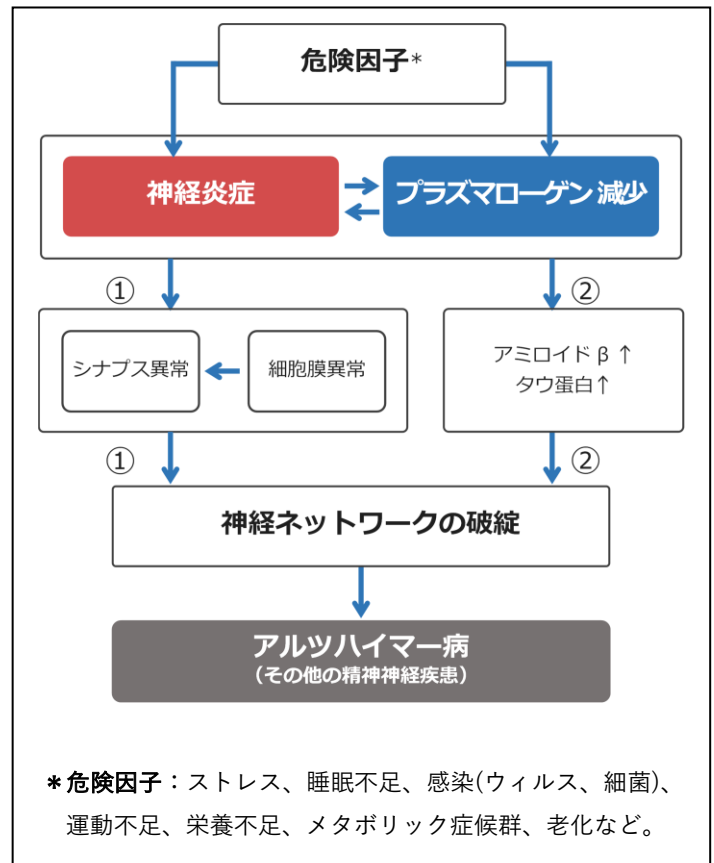 危険因子*
神経炎症
プラズマローゲン 減少
①
②
シナプス異常
細胞膜異常
アミロイド β ↑
タウ蛋白↑
①
②
神経ネットワークの破綻
アルツハイマー病
（その他の精神神経疾患）
*危険因子：ストレス、睡眠不足、感染(ウィルス、細菌)、
運動不足、栄養不足、メタボリック症候群、老化など。